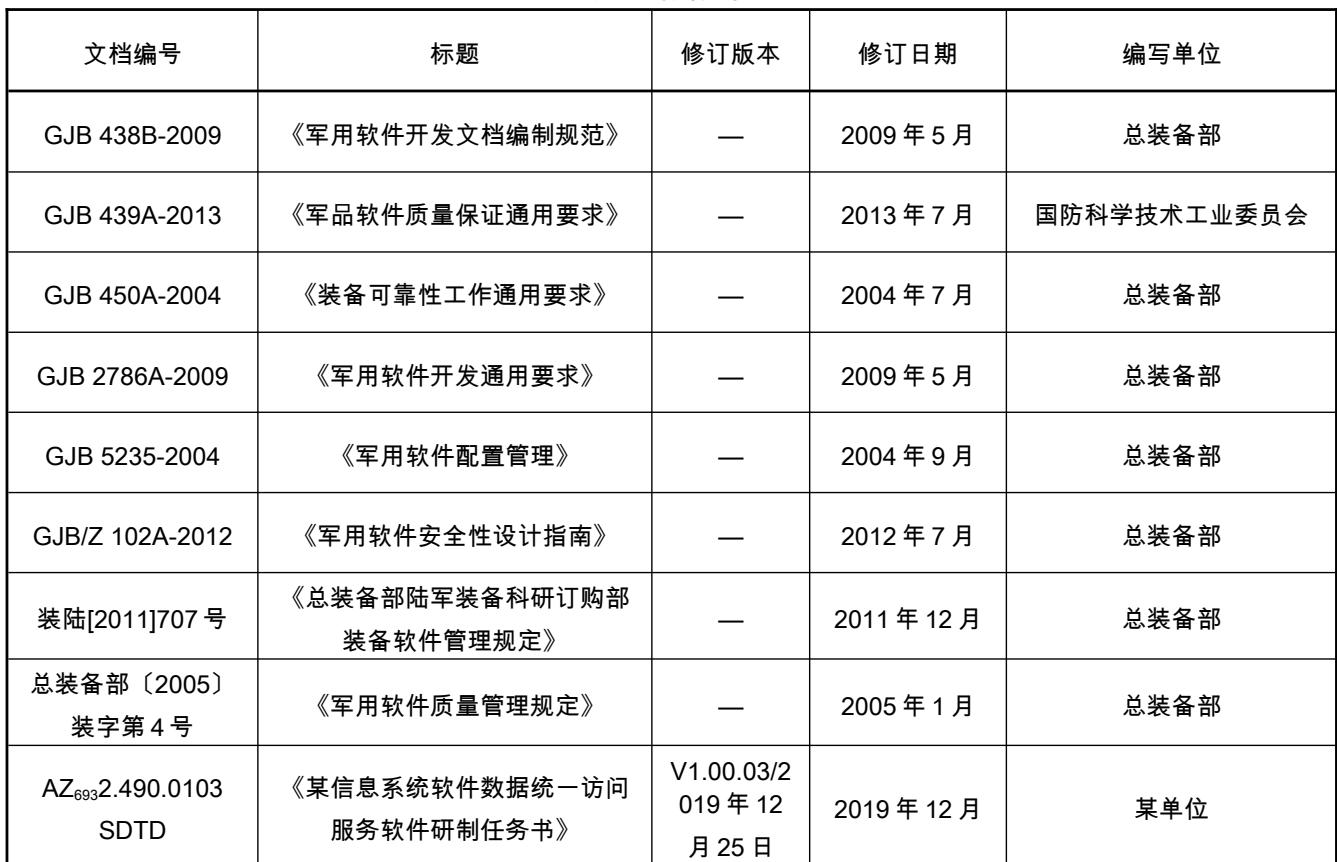 文档编号 标题 修订版本 修订日期 编写单位
GJB 438B-2009 《军用软件开发文档编制规范》 — 2009 年 5 月 总装备部
GJB 439A-2013 《军品软件质量保证通用要求》 — 2013 年 7 月 国防科学技术工业委员会
GJB 450A-2004 《装备可靠性工作通用要求》 — 2004 年 7 月 总装备部
GJB 2786A-2009 《军用软件开发通用要求》 — 2009 年 5 月 总装备部
GJB 5235-2004 《军用软件配置管理》 — 2004 年 9 月 总装备部
GJB/Z 102A-2012 《军用软件安全性设计指南》 — 2012 年 7 月 总装备部
装陆[2011]707 号 《总装备部陆军装备科研订购部
装备软件管理规定》 — 2011 年 12 月 总装备部
总装备部〔2005〕
装字第 4 号 《军用软件质量管理规定》 — 2005 年 1 月 总装备部
AZ6932.490.0103
SDTD 《某信息系统软件数据统一访问
服务软件研制任务书》 V1.00.03/2
019 年 12
月 25 日 2019 年 12 月 某单位